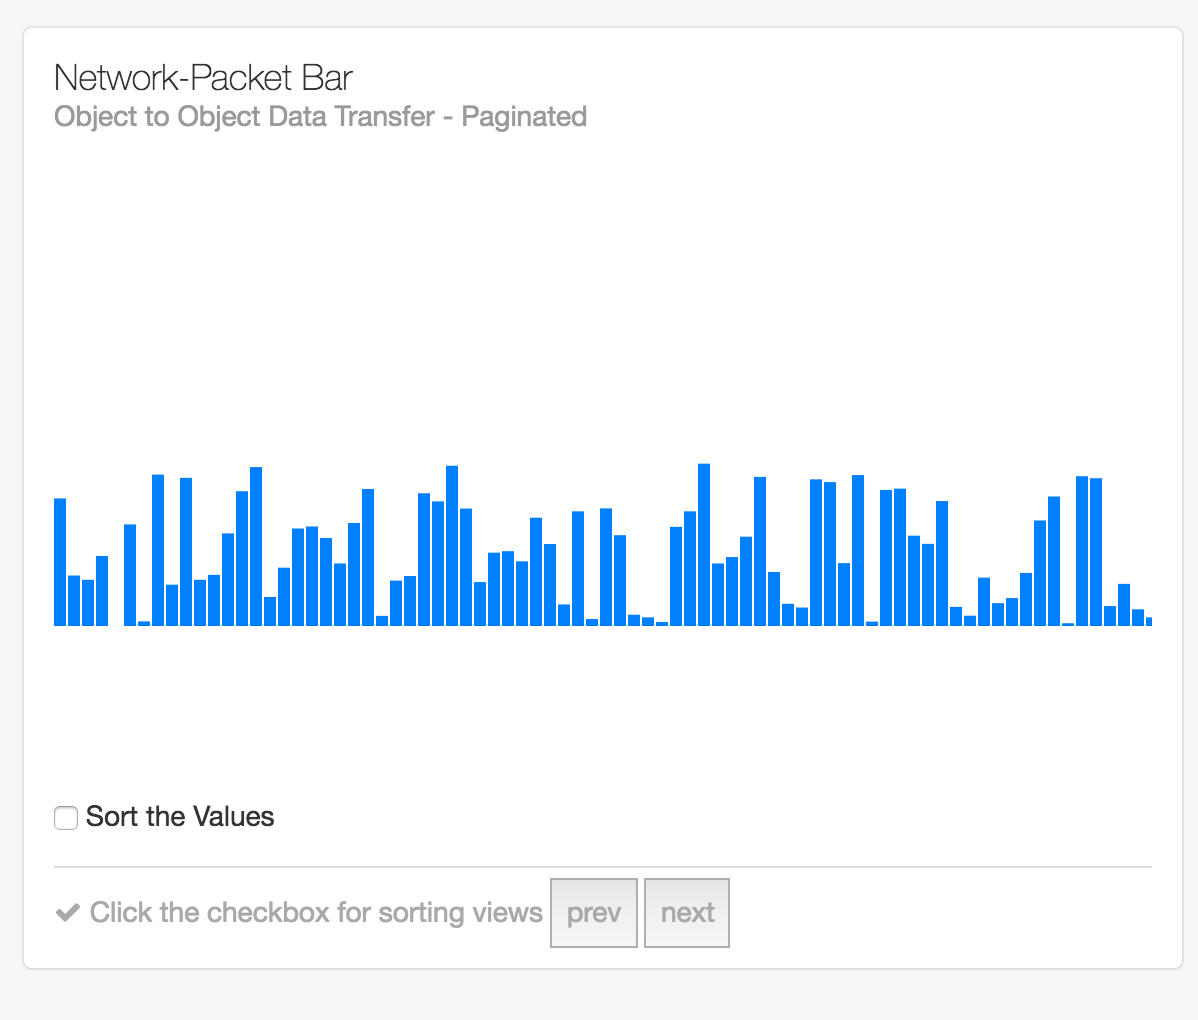 Network-Packet Bar
Object to Object Data Transfer - Paginated
Sort the Values
Click the checkbox for sorting views prev next